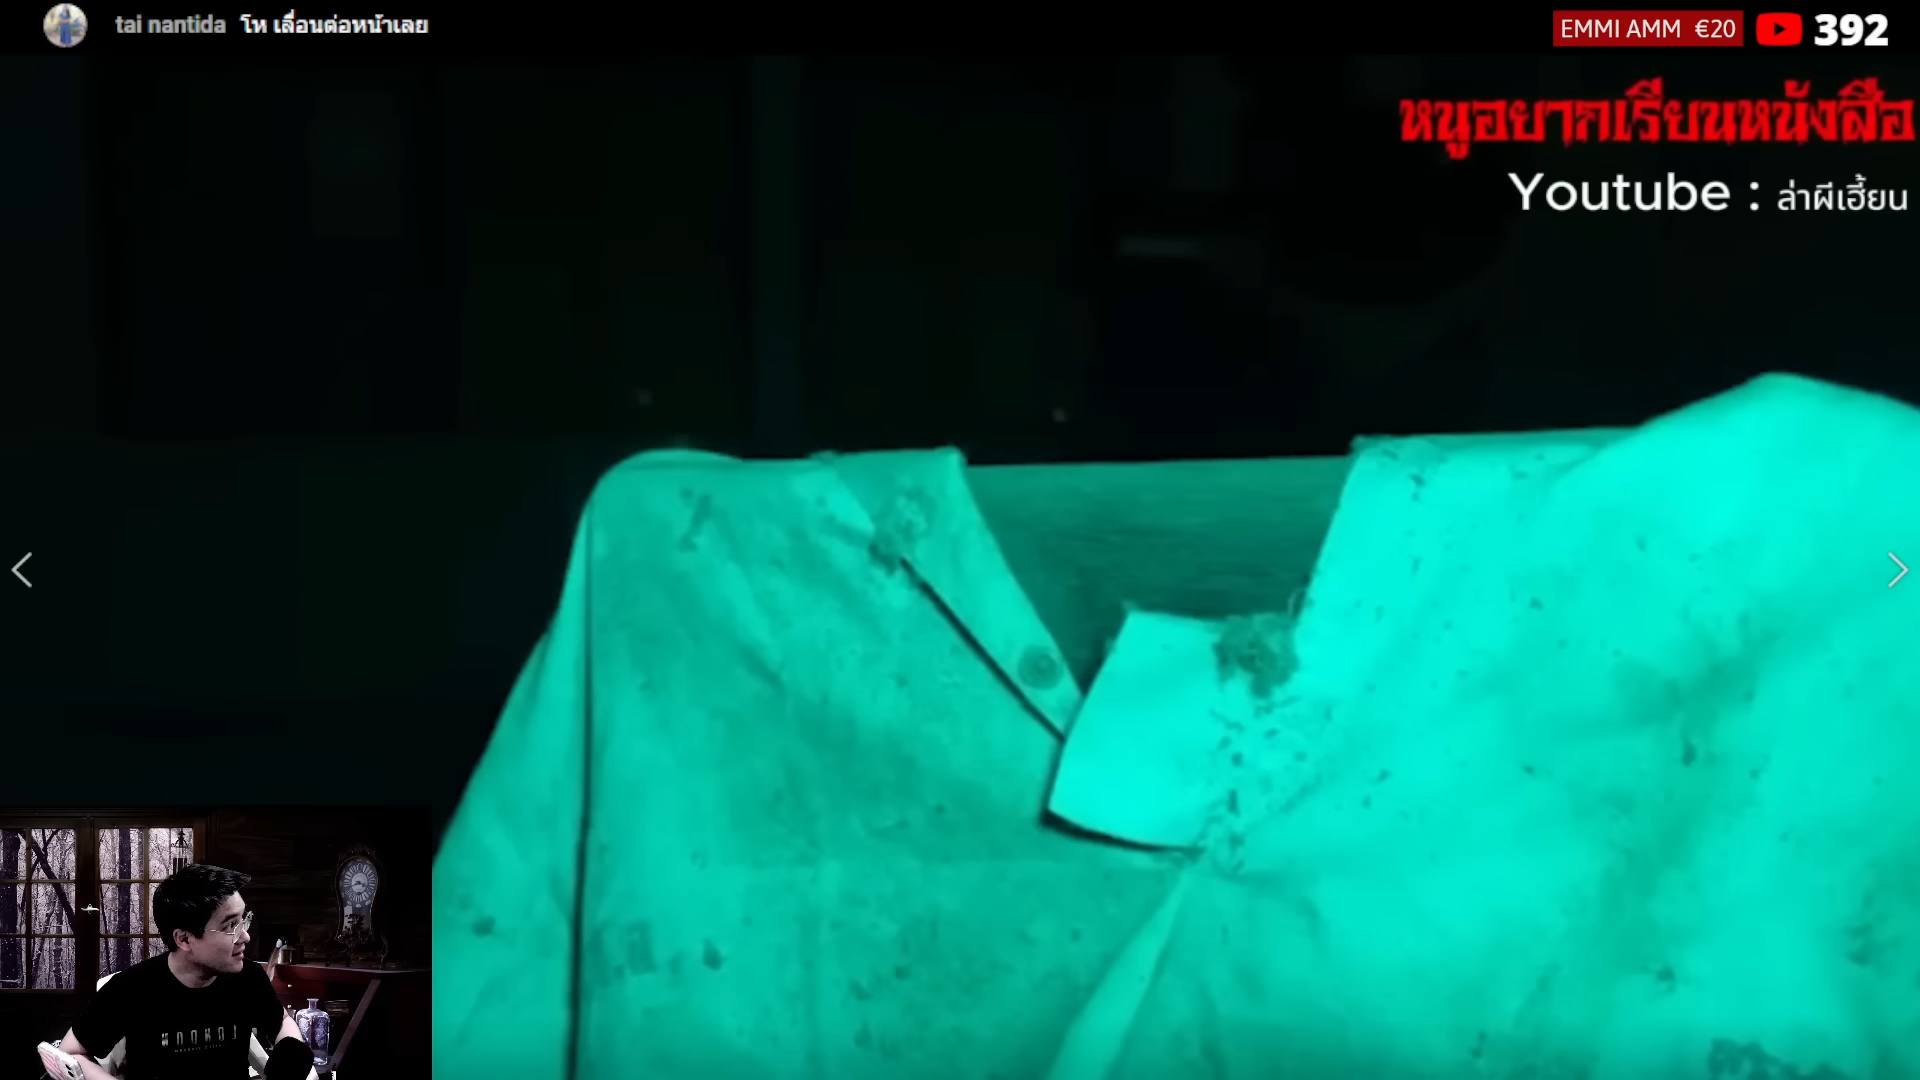 tai nantida โห เลื่อนต่อหน้าเลย
EMMI AMM €20 392
หนูอยากเรียนหนังสือ
Youtube : ล่าผีเฮี้ยน